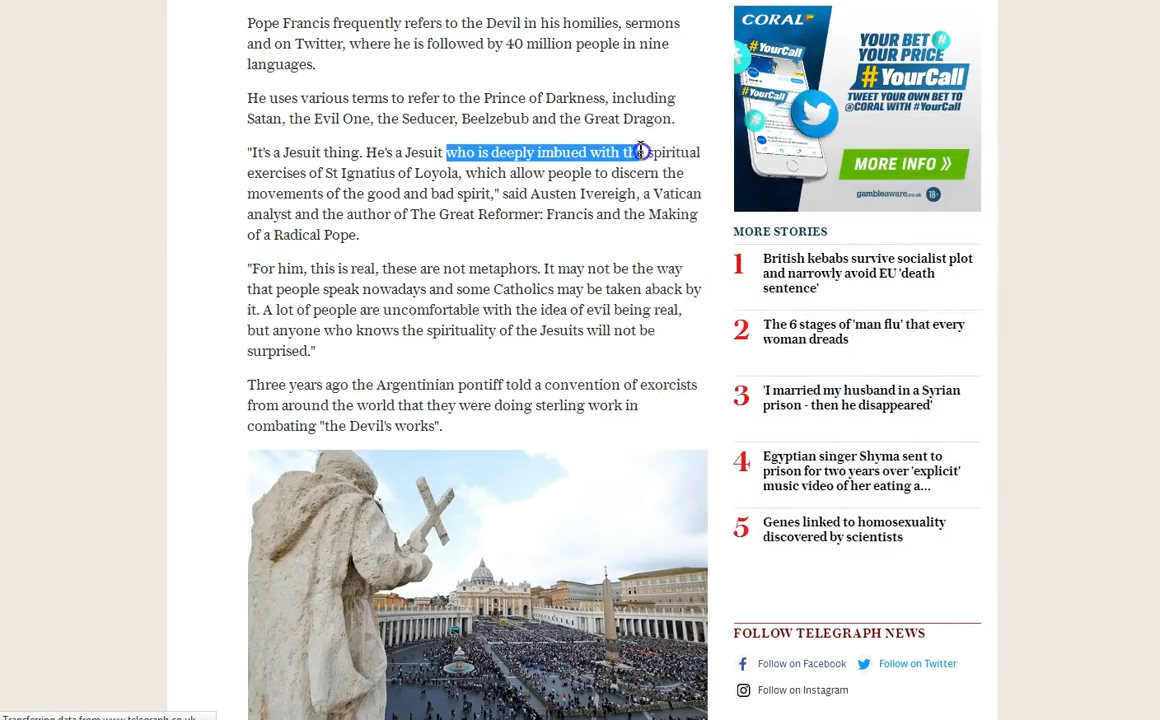 Pope Francis frequently refers to the Devil in his homilies, sermons
and on Twitter, where he is followed by 40 million people in nine
languages.
He uses various terms to refer to the Prince of Darkness, including
Satan, the Evil One, the Seducer, Beelzebub and the Great Dragon.
"It's a Jesuit thing. He's a Jesuit who is deeply imbued with the spiritual
exercises of St Ignatius of Loyola, which allow people to discern the
movements of the good and bad spirit," said Austen Ivereigh, a Vatican
analyst and the author of The Great Reformer: Francis and the Making
of a Radical Pope.
"For him, this is real, these are not metaphors. It may not be the way
that people speak nowadays and some Catholics may be taken aback by
it. A lot of people are uncomfortable with the idea of evil being real,
but anyone who knows the spirituality of the Jesuits will not be
surprised."
Three years ago the Argentinian pontiff told a convention of exorcists
from around the world that they were doing sterling work in
combating "the Devil's works".
CORAL
#YourCall
#YourCall
YOUR BET
YOUR PRICE
#YourCall
TWEET YOUR OWN BET TO
@CORAL WITH #YourCall
MORE INFO »
gambleaware.co.uk 18+
MORE STORIES
1 British kebabs survive socialist plot
and narrowly avoid EU 'death
sentence'
2 The 6 stages of 'man flu' that every
woman dreads
3 'I married my husband in a Syrian
prison - then he disappeared'
4 Egyptian singer Shyma sent to
prison for two years over 'explicit'
music video of her eating a...
5 Genes linked to homosexuality
discovered by scientists
FOLLOW TELEGRAPH NEWS
Follow on Facebook Follow on Twitter
Follow on Instagram
Transferring data from www.telegraph.co.uk